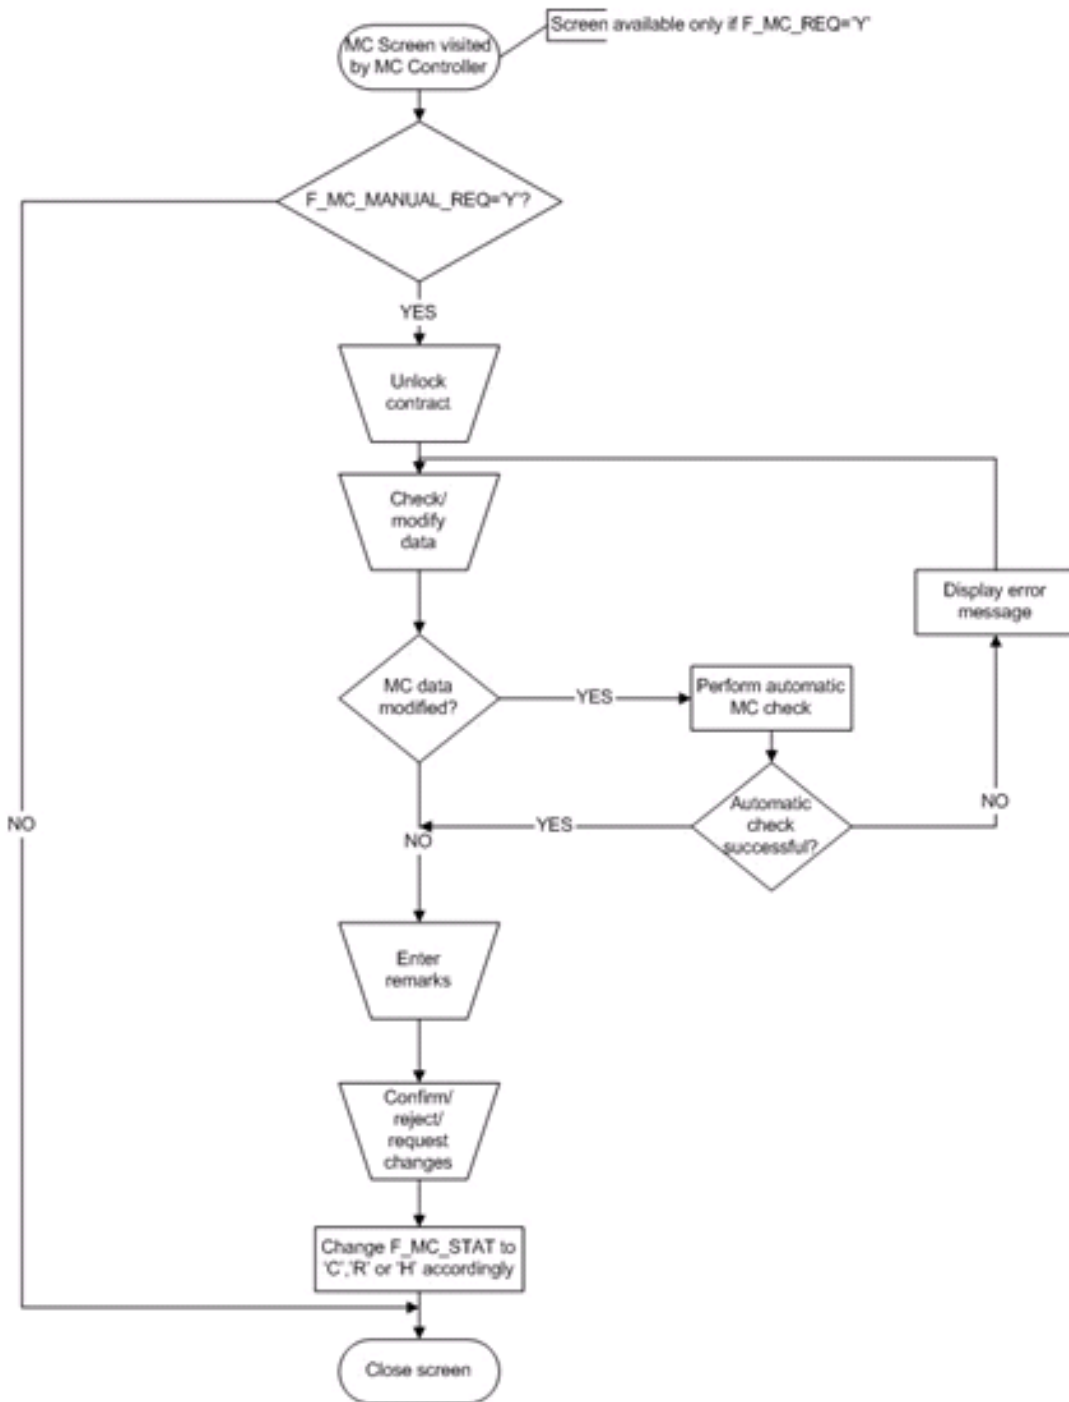 Screen available only if F_MC_REQ='Y'
MC Screen visited
by MC Controller
F_MC_MANUAL_REQ='Y'?
YES
Unlock
contract
Check/
modify
data
Display error
message
MC data
modified?
YES
Perform automatic
MC check
NO
YES
Automatic
check
successful?
NO
NO
Enter
remarks
Confirm/
reject/
request
changes
Change F_MC_STAT to
'C','R' or 'H' accordingly
Close screen